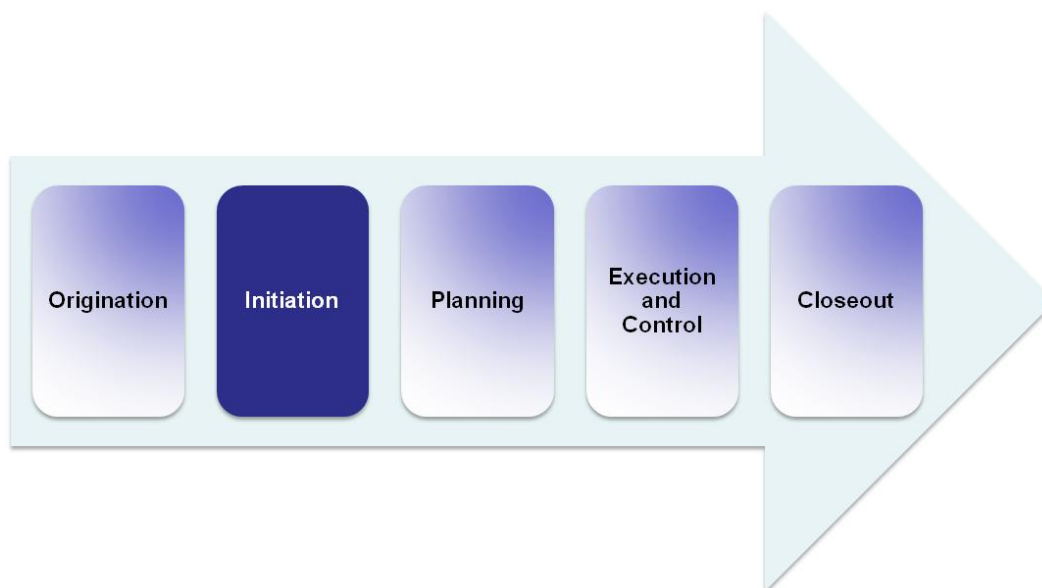 Origination
Initiation
Planning
Execution
and
Control
Closeout